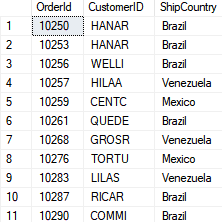 OrderId CustomerID ShipCountry
1 10250 HANAR Brazil
2 10253 HANAR Brazil
3 10256 WELLI Brazil
4 10257 HILAA Venezuela
5 10259 CENTC Mexico
6 10261 QUEDE Brazil
7 10268 GROSR Venezuela
8 10276 TORTU Mexico
9 10283 LILAS Venezuela
10 10287 RICAR Brazil
11 10290 COMMI Brazil